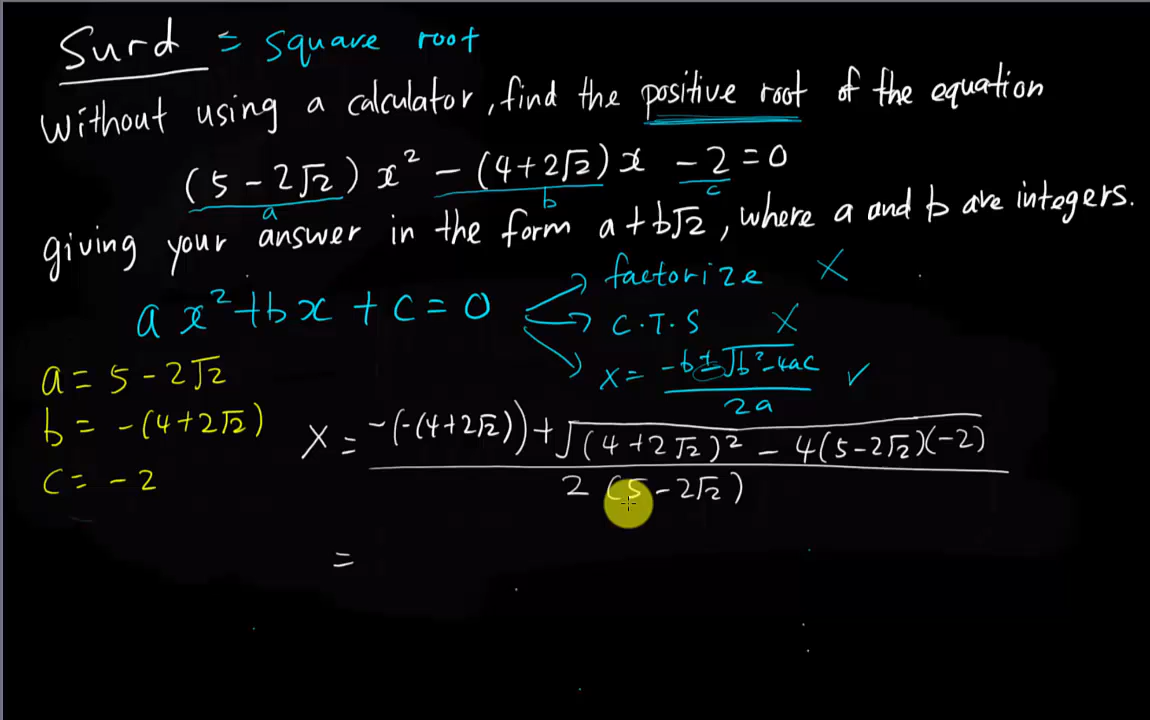 Surd = square root
Without using a calculator, find the positive root of the equation
(5 - 2√2) x² - (4 + 2√2) x - 2 = 0
a b c
giving your answer in the form a + b√2, where a and b are integers.
factorize X
a x² + b x + c = 0
C.T.S X
x = (-b ± √(b² - 4ac)) / 2a ✓
a = 5 - 2√2
b = -(4 + 2√2)
c = -2
X = (-(-(4 + 2√2)) + √((4 + 2√2)² - 4(5 - 2√2)(-2))) / 2(5 - 2√2)
=